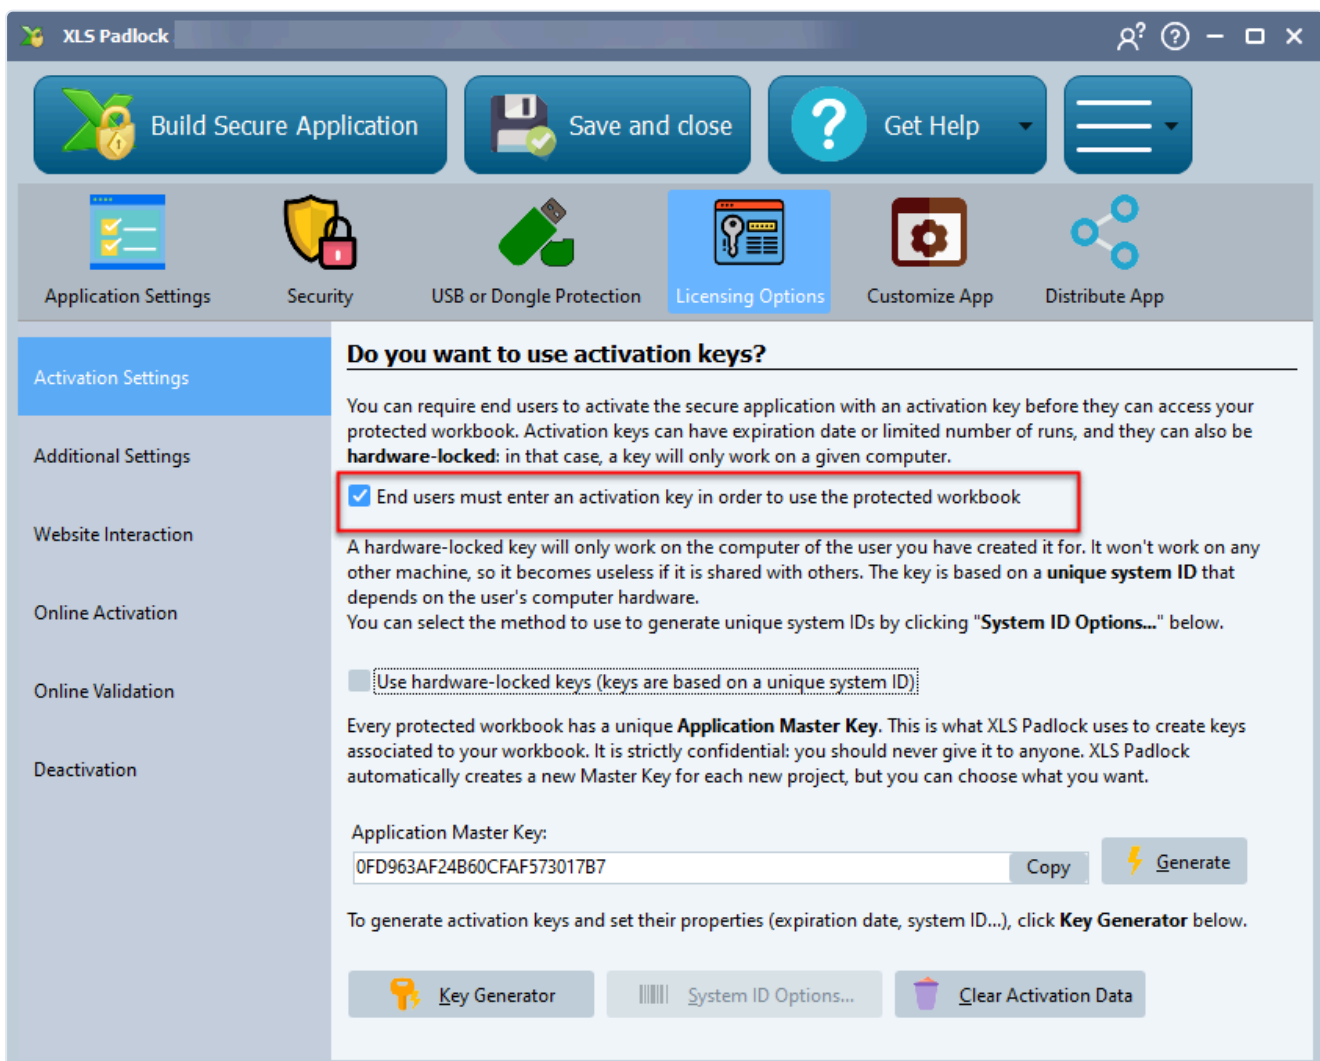 XLS Padlock
Build Secure Application
Save and close
Get Help
Application Settings
Security
USB or Dongle Protection
Licensing Options
Customize App
Distribute App
Activation Settings
Additional Settings
Website Interaction
Online Activation
Online Validation
Deactivation
Do you want to use activation keys?
You can require end users to activate the secure application with an activation key before they can access your
protected workbook. Activation keys can have expiration date or limited number of runs, and they can also be
hardware-locked: in that case, a key will only work on a given computer.
End users must enter an activation key in order to use the protected workbook
A hardware-locked key will only work on the computer of the user you have created it for. It won't work on any
other machine, so it becomes useless if it is shared with others. The key is based on a unique system ID that
depends on the user's computer hardware.
You can select the method to use to generate unique system IDs by clicking "System ID Options..." below.
Use hardware-locked keys (keys are based on a unique system ID)
Every protected workbook has a unique Application Master Key. This is what XLS Padlock uses to create keys
associated to your workbook. It is strictly confidential: you should never give it to anyone. XLS Padlock
automatically creates a new Master Key for each new project, but you can choose what you want.
Application Master Key:
0FD963AF24B60CFAF573017B7
Copy
Generate
To generate activation keys and set their properties (expiration date, system ID...), click Key Generator below.
Key Generator
System ID Options...
Clear Activation Data